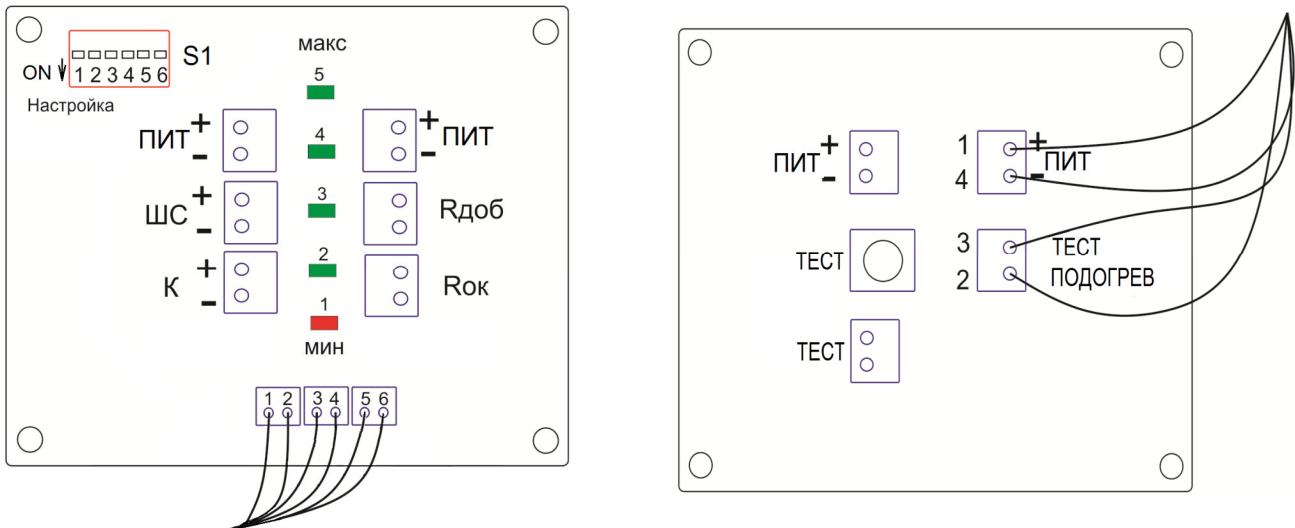 S1
ON 1 2 3 4 5 6
Настройка
макс
5
4
3
2
1
мин
ПИТ + -
+ - ПИТ
ШС + -
Rдоб
К + -
Rок
1 2 3 4 5 6
ПИТ + -
1 + ПИТ
4 -
ТЕСТ
3 ТЕСТ
2 ПОДОГРЕВ
ТЕСТ